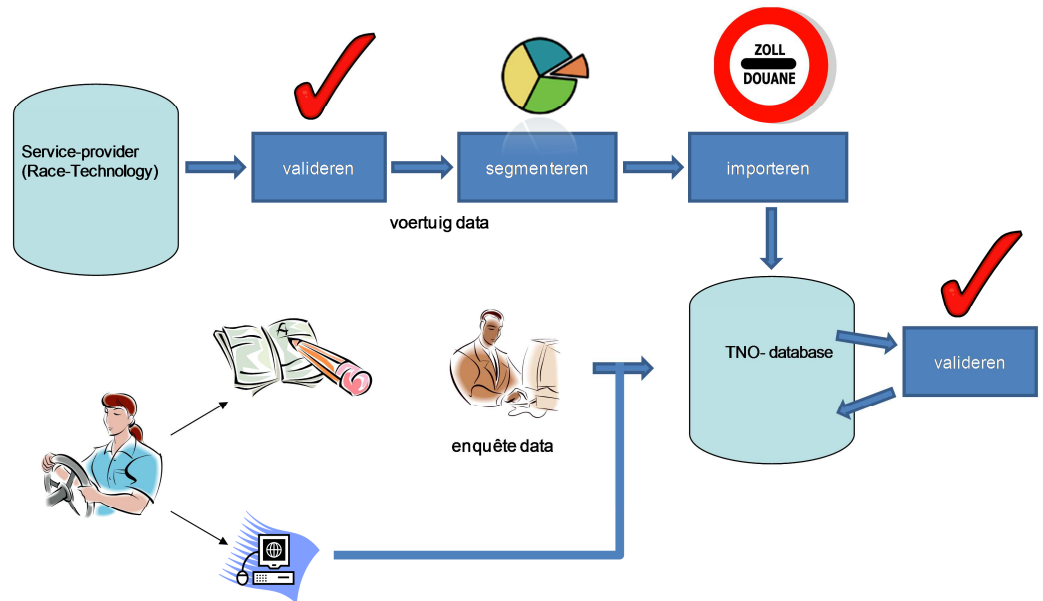 ZOLL
DOUANE
Service-provider
(Race-Technology)
valideren
segmenteren
importeren
voertuig data
A
TNO- database
valideren
enquête data